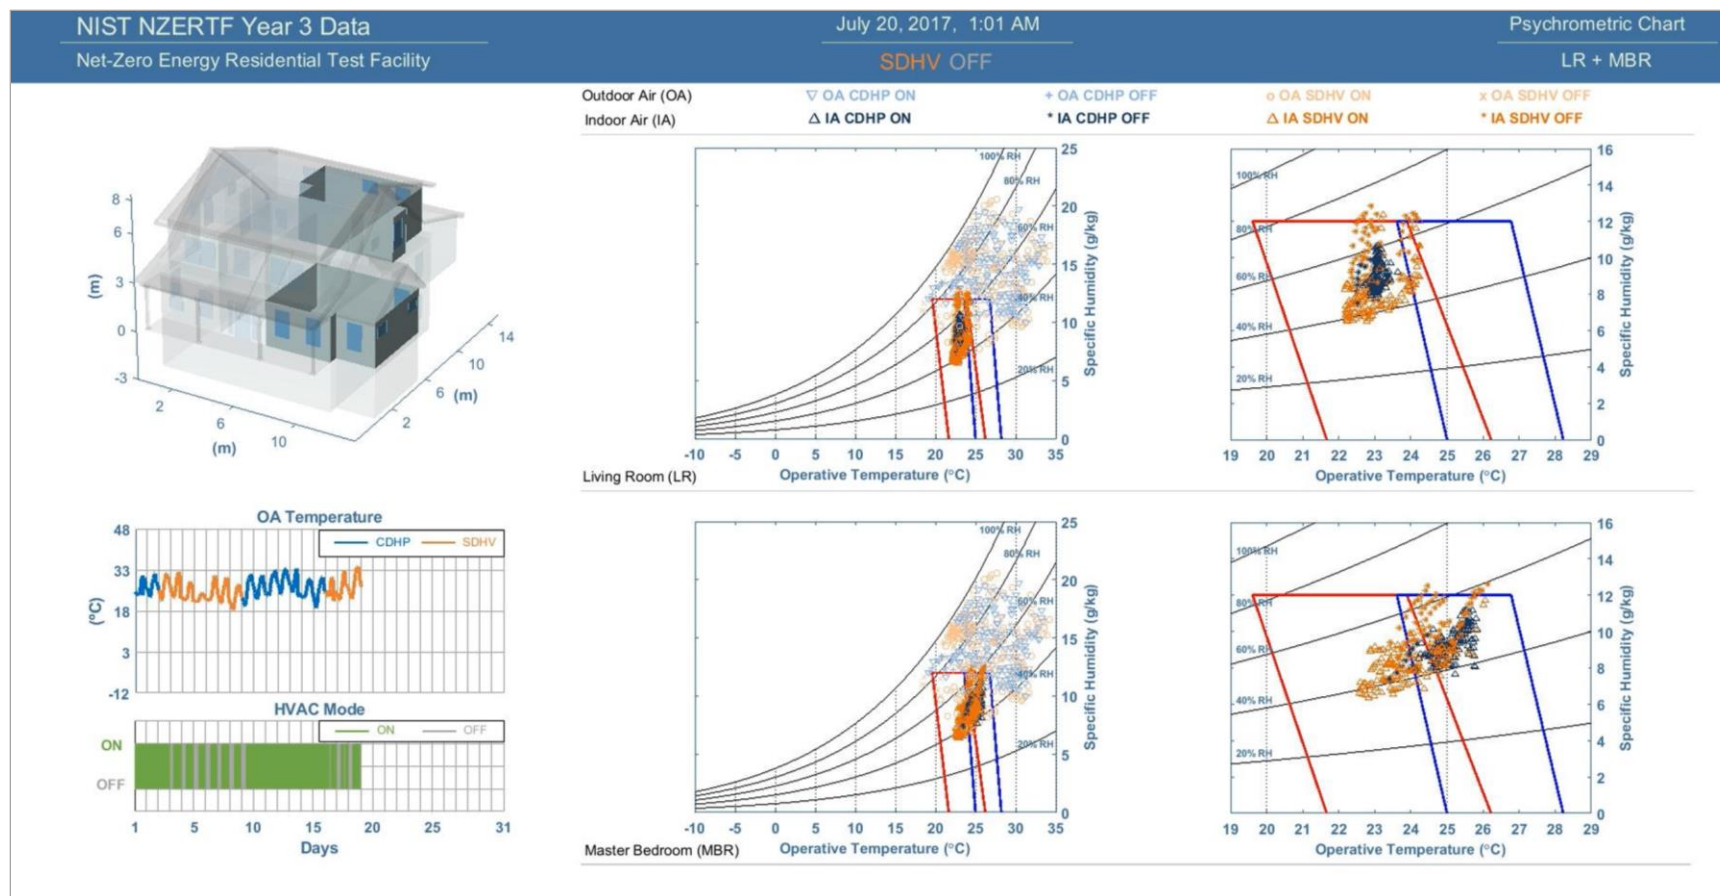 NIST NZERTF Year 3 Data
Net-Zero Energy Residential Test Facility
July 20, 2017, 1:01 AM
SDHV OFF
Psychrometric Chart
LR + MBR
Outdoor Air (OA) ▽ OA CDHP ON + OA CDHP OFF o OA SDHV ON x OA SDHV OFF
Indoor Air (IA) △ IA CDHP ON * IA CDHP OFF △ IA SDHV ON * IA SDHV OFF
8
6
3
0
-3
(m)
2
6
10
(m)
2
6
10
14
(m)
100% RH
80% RH
60% RH
40% RH
20% RH
25
20
15
10
5
0
Specific Humidity (g/kg)
-10 -5 0 5 10 15 20 25 30 35
Operative Temperature (°C)
Living Room (LR)
100% RH
80% RH
60% RH
40% RH
20% RH
16
14
12
10
8
6
4
2
0
Specific Humidity (g/kg)
19 20 21 22 23 24 25 26 27 28 29
Operative Temperature (°C)
OA Temperature
CDHP SDHV
48
33
18
3
-12
(°C)
HVAC Mode
ON OFF
ON
OFF
1 5 10 15 20 25 31
Days
100% RH
80% RH
60% RH
40% RH
20% RH
25
20
15
10
5
0
Specific Humidity (g/kg)
-10 -5 0 5 10 15 20 25 30 35
Operative Temperature (°C)
Master Bedroom (MBR)
100% RH
80% RH
60% RH
40% RH
20% RH
16
14
12
10
8
6
4
2
0
Specific Humidity (g/kg)
19 20 21 22 23 24 25 26 27 28 29
Operative Temperature (°C)